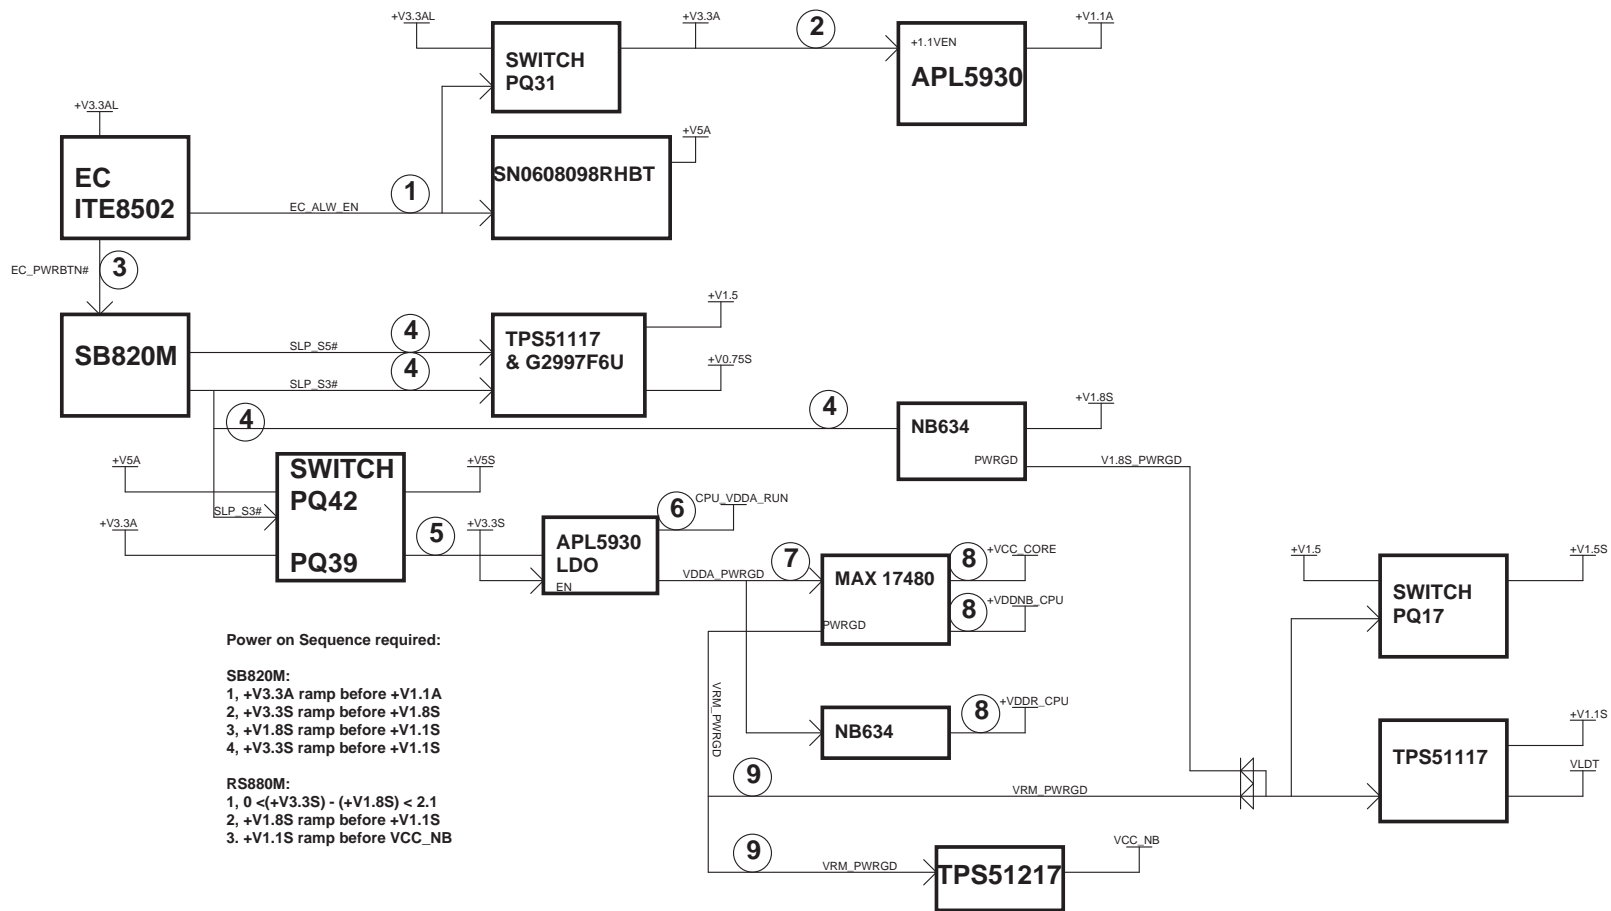 +V3.3AL
+V3.3A
2
+V1.1A
SWITCH
PQ31
+1.1VEN
APL5930
+V3.3AL
EC
ITE8502
EC_ALW_EN
1
+V5A
SN0608098RHBT
EC_PWRBTN#
3
SB820M
SLP_S5#
4
SLP_S3#
4
TPS51117
& G2997F6U
+V1.5
+V0.75S
4
4
NB634
PWRGD
+V1.8S
V1.8S_PWRGD
+V5A
SWITCH
PQ42
PQ39
+V5S
SLP_S3#
+V3.3A
5
+V3.3S
APL5930
LDO
EN
6
CPU_VDDA_RUN
VDDA_PWRGD
7
MAX 17480
PWRGD
8
+VCC_CORE
8
+VDDNB_CPU
+V1.5
SWITCH
PQ17
+V1.5S
VRM_PWRGD
NB634
8
+VDDR_CPU
9
VRM_PWRGD
TPS51117
+V1.1S
VLDT
9
VRM_PWRGD
TPS51217
VCC_NB
Power on Sequence required:
SB820M:
1, +V3.3A ramp before +V1.1A
2, +V3.3S ramp before +V1.8S
3, +V1.8S ramp before +V1.1S
4, +V3.3S ramp before +V1.1S
RS880M:
1, 0 <(+V3.3S) - (+V1.8S) < 2.1
2, +V1.8S ramp before +V1.1S
3. +V1.1S ramp before VCC_NB